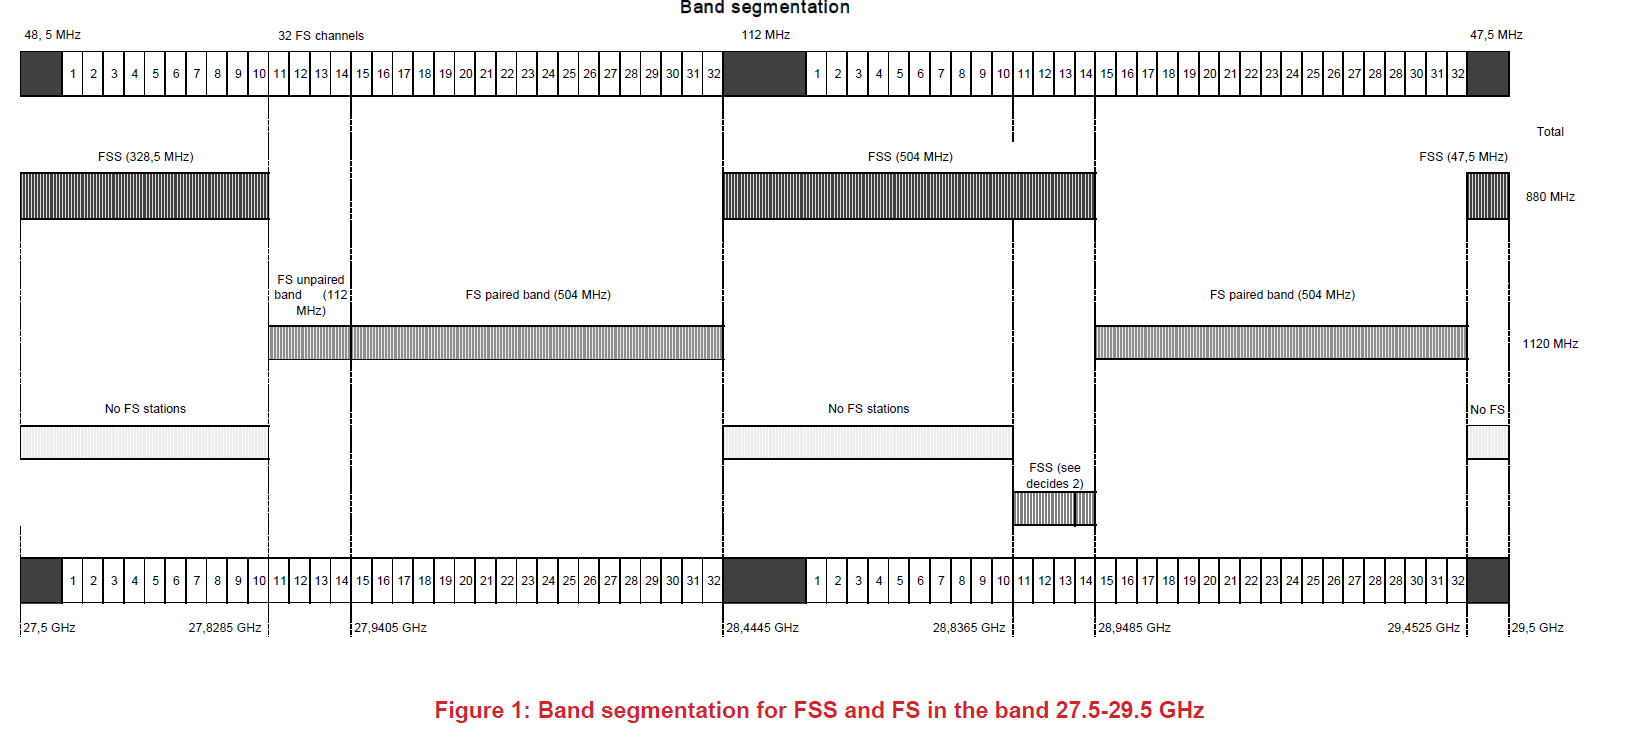 Band segmentation
48, 5 MHz 32 FS channels 112 MHz 47,5 MHz
1 2 3 4 5 6 7 8 9 10 11 12 13 14 15 16 17 18 19 20 21 22 23 24 25 26 27 28 29 30 31 32 1 2 3 4 5 6 7 8 9 10 11 12 13 14 15 16 17 18 19 20 21 22 23 24 25 26 27 28 28 30 31 32
Total
FSS (328,5 MHz) FSS (504 MHz) FSS (47,5 MHz)
880 MHz
FS unpaired
band (112
MHz)
FS paired band (504 MHz) FS paired band (504 MHz)
1120 MHz
No FS stations No FS stations No FS
FSS (see
decides 2)
1 2 3 4 5 6 7 8 9 10 11 12 13 14 15 16 17 18 19 20 21 22 23 24 25 26 27 28 29 30 31 32 1 2 3 4 5 6 7 8 9 10 11 12 13 14 15 16 17 18 19 20 21 22 23 24 25 26 27 28 28 30 31 32
27,5 GHz 27,8285 GHz 27,9405 GHz 28,4445 GHz 28,8365 GHz 28,9485 GHz 29,4525 GHz 29,5 GHz
Figure 1: Band segmentation for FSS and FS in the band 27.5-29.5 GHz